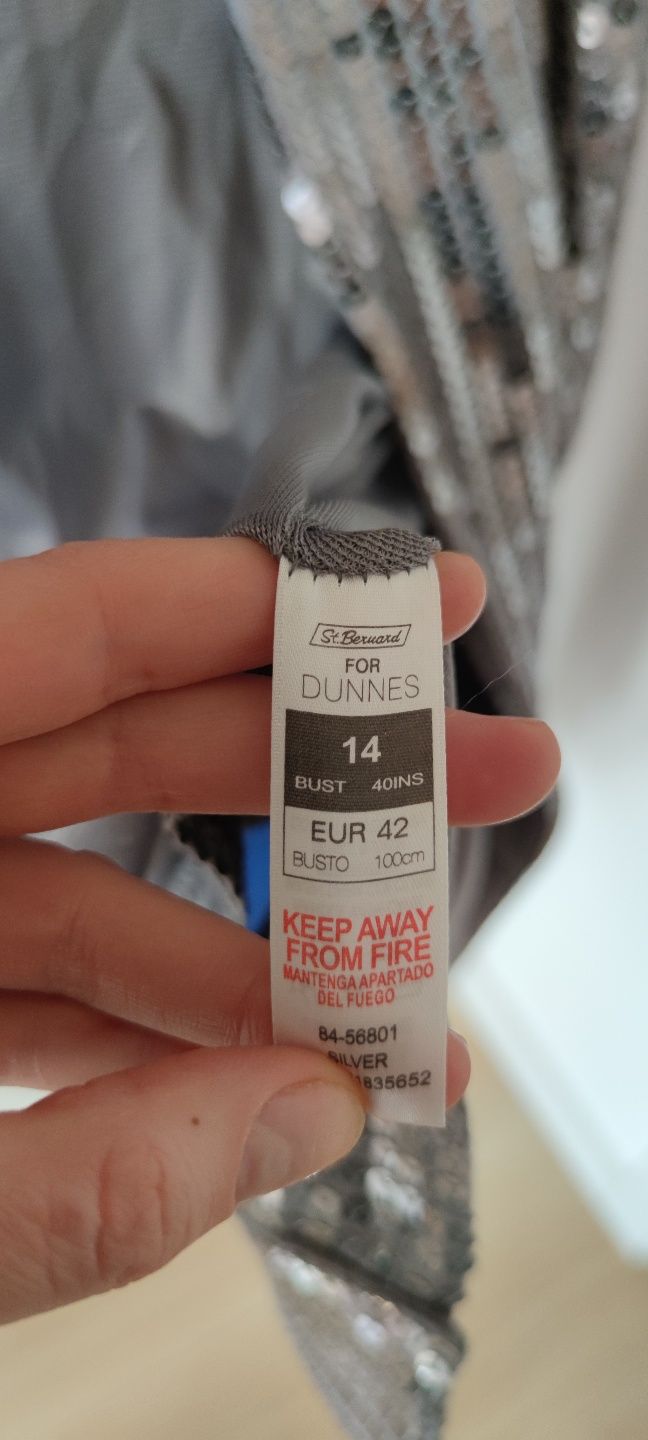 St. Bernard
FOR
DUNNES
14
BUST 40INS
EUR 42
BUSTO 100cm
KEEP AWAY
FROM FIRE
MANTENGA APARTADO
DEL FUEGO
84-56801
SILVER
1835652